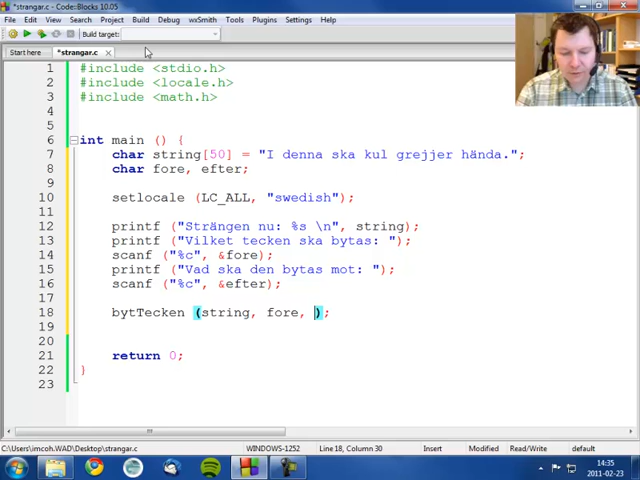 *strangar.c - Code::Blocks 10.05
File Edit View Search Project Build Debug wxSmith Tools Plugins Settings Help
Build target:
Start here *strangar.c
1 #include <stdio.h>
2 #include <locale.h>
3 #include <math.h>
4
5
6 int main () {
7 char string[50] = "I denna ska kul grejjer hända.";
8 char fore, efter;
9
10 setlocale (LC_ALL, "swedish");
11
12 printf ("Strängen nu: %s \n", string);
13 printf ("Vilket tecken ska bytas: ");
14 scanf ("%c", &fore);
15 printf ("Vad ska den bytas mot: ");
16 scanf ("%c", &efter);
17
18 bytTecken (string, fore, );
19
20
21 return 0;
22 }
23
C:\Users\imcoh.WAD\Desktop\strangar.c WINDOWS-1252 Line 18, Column 30 Insert Modified Read/Write default
14:35
2011-02-23